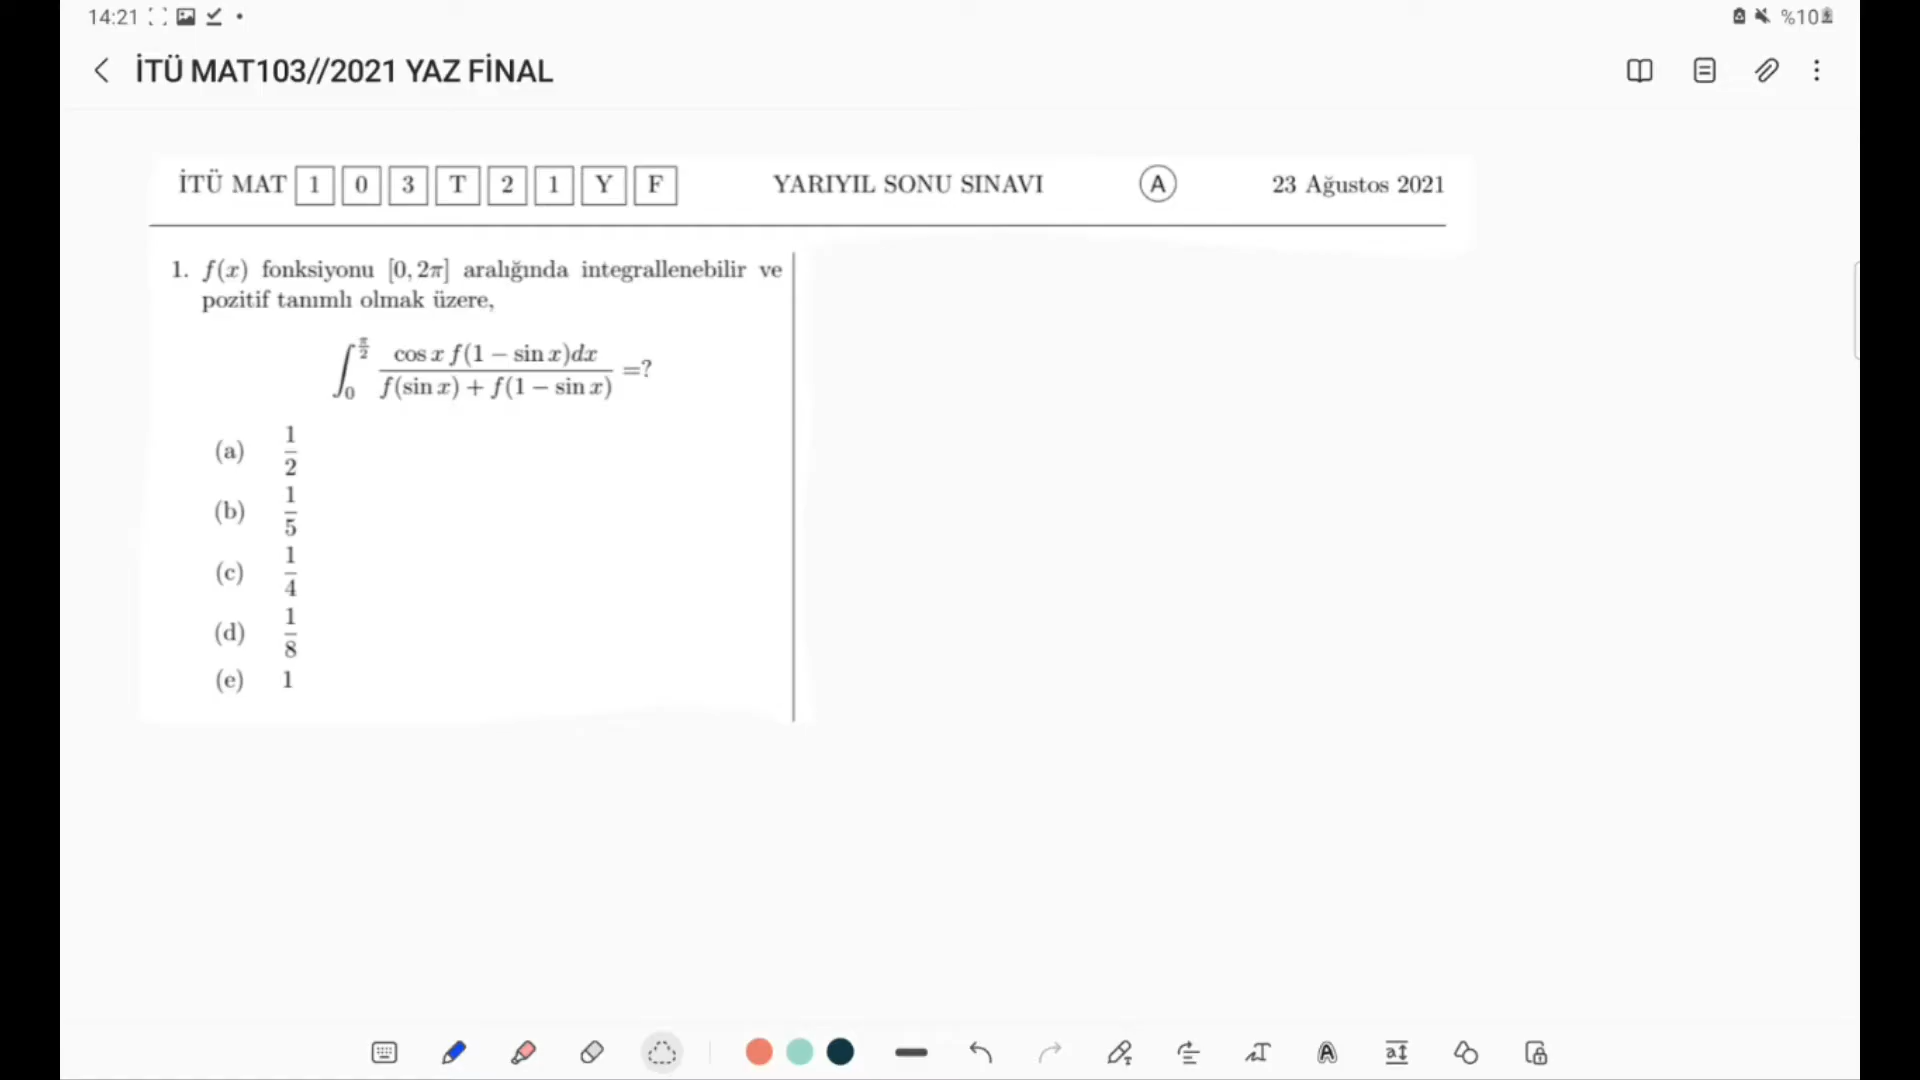 14:21
%10
İTÜ MAT103//2021 YAZ FİNAL
İTÜ MAT 1 0 3 T 2 1 Y F YARIYIL SONU SINAVI A 23 Ağustos 2021
1. f(x) fonksiyonu [0, 2π] aralığında integrallenebilir ve
pozitif tanımlı olmak üzere,
∫₀^{π/2} \frac{cos x f(1 − sin x)dx}{f(sin x) + f(1 − sin x)} =?
(a) 1/2
(b) 1/5
(c) 1/4
(d) 1/8
(e) 1